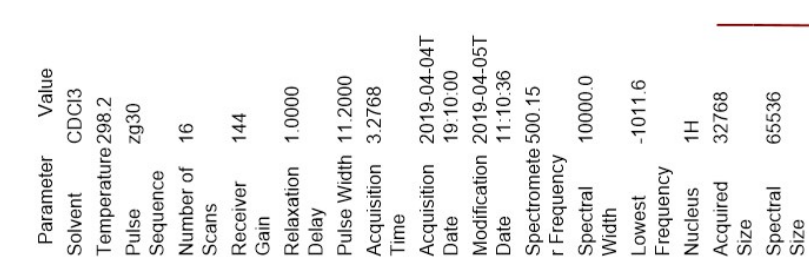 Parameter Value
Solvent CDCl3
Temperature 298.2
Pulse zg30
Sequence
Number of 16
Scans
Receiver 144
Gain
Relaxation 1.0000
Delay
Pulse Width 11.2000
Acquisition 3.2768
Time
Acquisition 2019-04-04T
Date 19:10:00
Modification 2019-04-05T
Date 11:10:36
Spectromete 500.15
r Frequency
Spectral 10000.0
Width
Lowest -1011.6
Frequency
Nucleus 1H
Acquired 32768
Size
Spectral 65536
Size